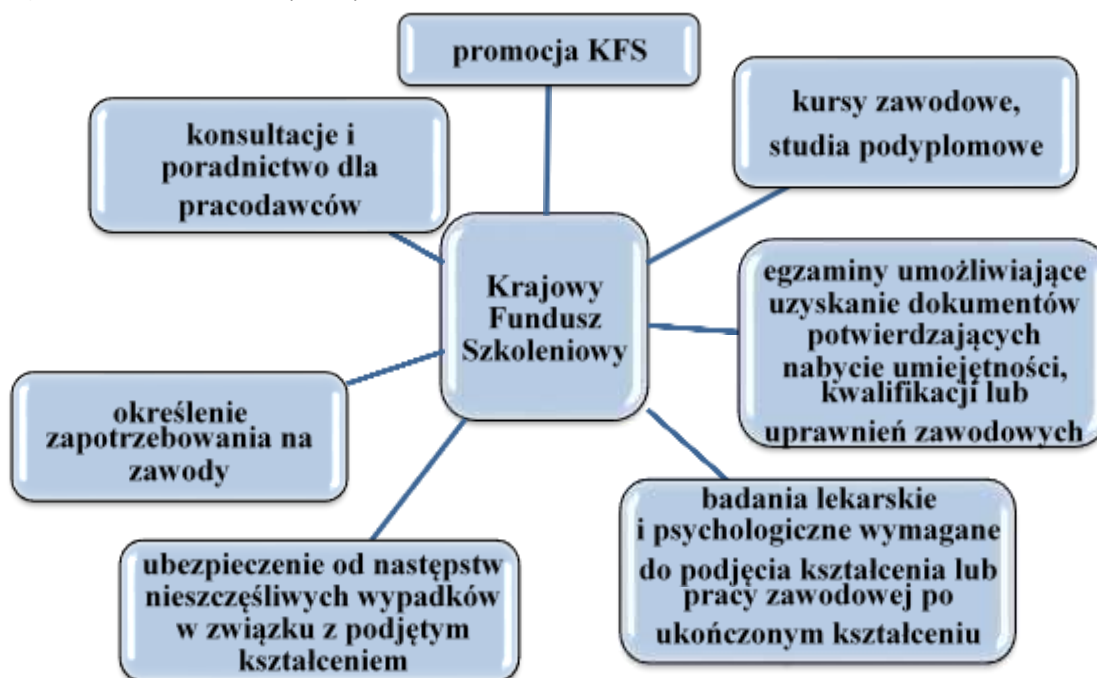 promocja KFS
kursy zawodowe,
studia podyplomowe
konsultacje i
poradnictwo dla
pracodawców
Krajowy
Fundusz
Szkoleniowy
egzaminy umożliwiające
uzyskanie dokumentów
potwierdzających
nabycie umiejętności,
kwalifikacji lub
uprawnień zawodowych
określenie
zapotrzebowania na
zawody
badania lekarskie
i psychologiczne wymagane
do podjęcia kształcenia lub
pracy zawodowej po
ukończonym kształceniu
ubezpieczenie od następstw
nieszczęśliwych wypadków
w związku z podjętym
kształceniem